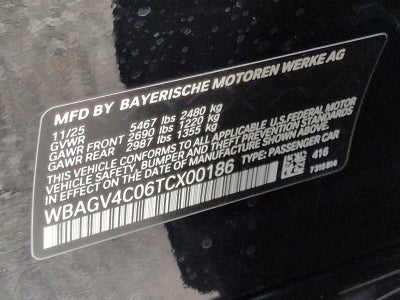 MFD BY BAYERISCHE MOTOREN WERKE AG
11/25
GVWR 5467 lbs 2480 kg
GAWR FRONT 2690 lbs 1220 kg
GAWR REAR 2987 lbs 1355 kg
THIS VEHICLE CONFORMS TO ALL APPLICABLE U.S. FEDERAL MOTOR
VEHICLE SAFETY, BUMPER, AND THEFT PREVENTION STANDARDS IN
EFFECT ON THE DATE OF MANUFACTURE SHOWN ABOVE.
WBAGV4C06TCX00186 TYPE: PASSENGER CAR
416